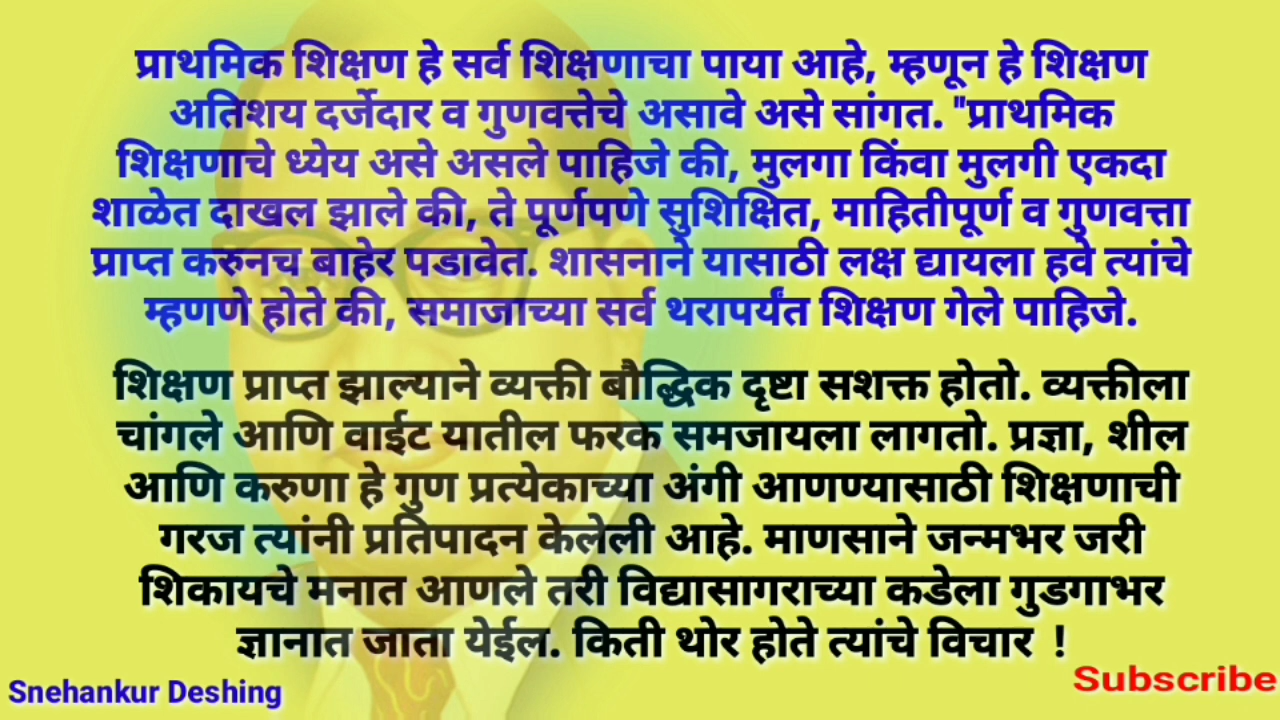 प्राथमिक शिक्षण हे सर्व शिक्षणाचा पाया आहे, म्हणून हे शिक्षण
अतिशय दर्जेदार व गुणवत्तेचे असावे असे सांगत. "प्राथमिक
शिक्षणाचे ध्येय असे असले पाहिजे की, मुलगा किंवा मुलगी एकदा
शाळेत दाखल झाले की, ते पूर्णपणे सुशिक्षित, माहितीपूर्ण व गुणवत्ता
प्राप्त करुनच बाहेर पडावेत. शासनाने यासाठी लक्ष द्यायला हवे त्यांचे
म्हणणे होते की, समाजाच्या सर्व थरापर्यंत शिक्षण गेले पाहिजे.
शिक्षण प्राप्त झाल्याने व्यक्ती बौद्धिक दृष्टा सशक्त होतो. व्यक्तीला
चांगले आणि वाईट यातील फरक समजायला लागतो. प्रज्ञा, शील
आणि करुणा हे गुण प्रत्येकाच्या अंगी आणण्यासाठी शिक्षणाची
गरज त्यांनी प्रतिपादन केलेली आहे. माणसाने जन्मभर जरी
शिकायचे मनात आणले तरी विद्यासागराच्या कडेला गुडगाभर
ज्ञानात जाता येईल. किती थोर होते त्यांचे विचार !
Subscribe
Snehankur Deshing